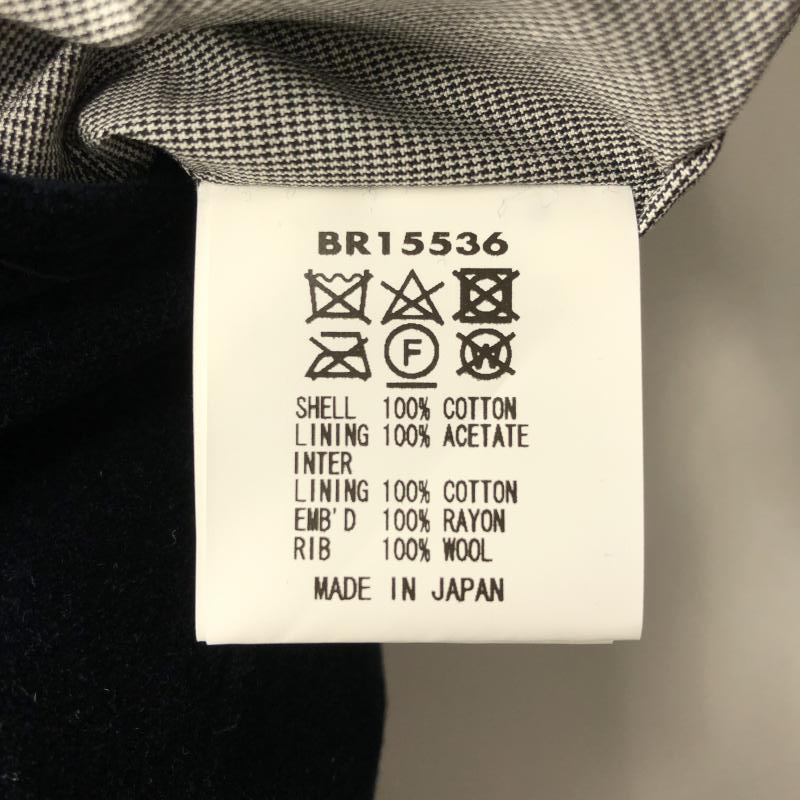 BR15536
F
W
SHELL 100% COTTON
LINING 100% ACETATE
INTER
LINING 100% COTTON
EMB'D 100% RAYON
RIB 100% WOOL
MADE IN JAPAN